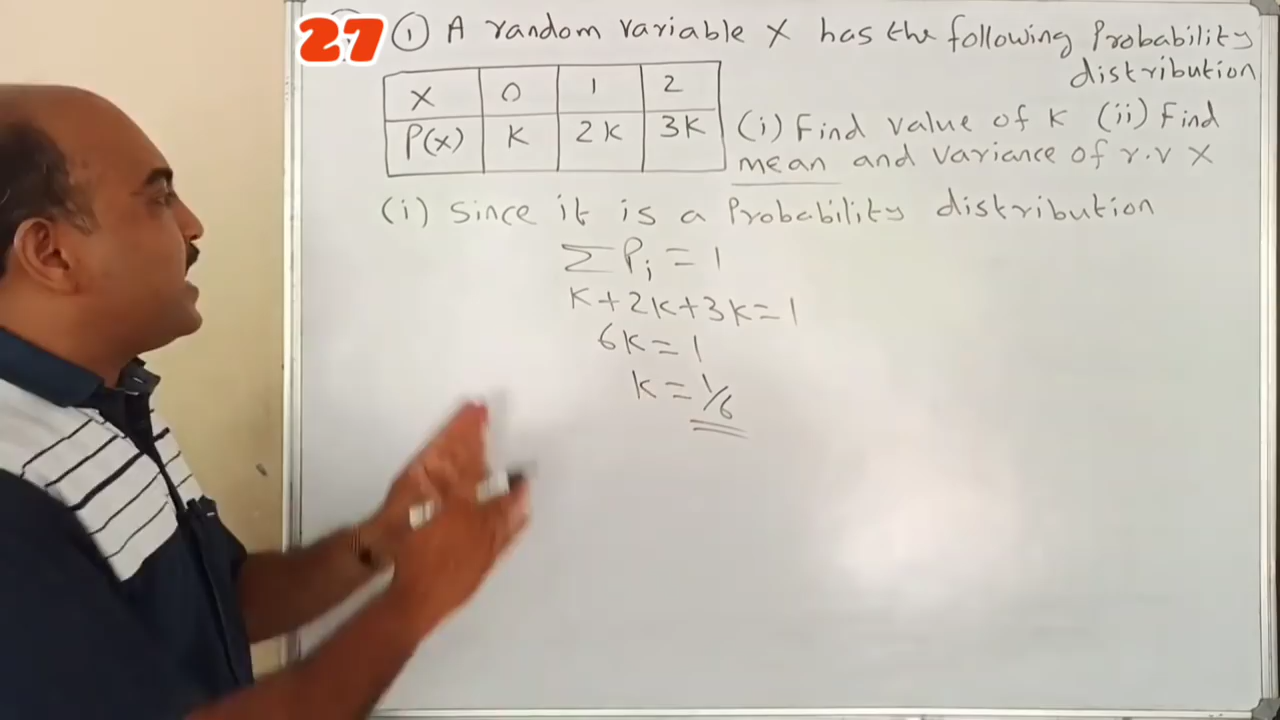 27 ① A random variable X has the following Probability
distribution
X 0 1 2
P(x) K 2K 3K
(i) Find value of K (ii) Find
mean and variance of r.v X
(i) Since it is a Probability distribution
∑ Pi = 1
K+2K+3K=1
6K=1
K=1/6